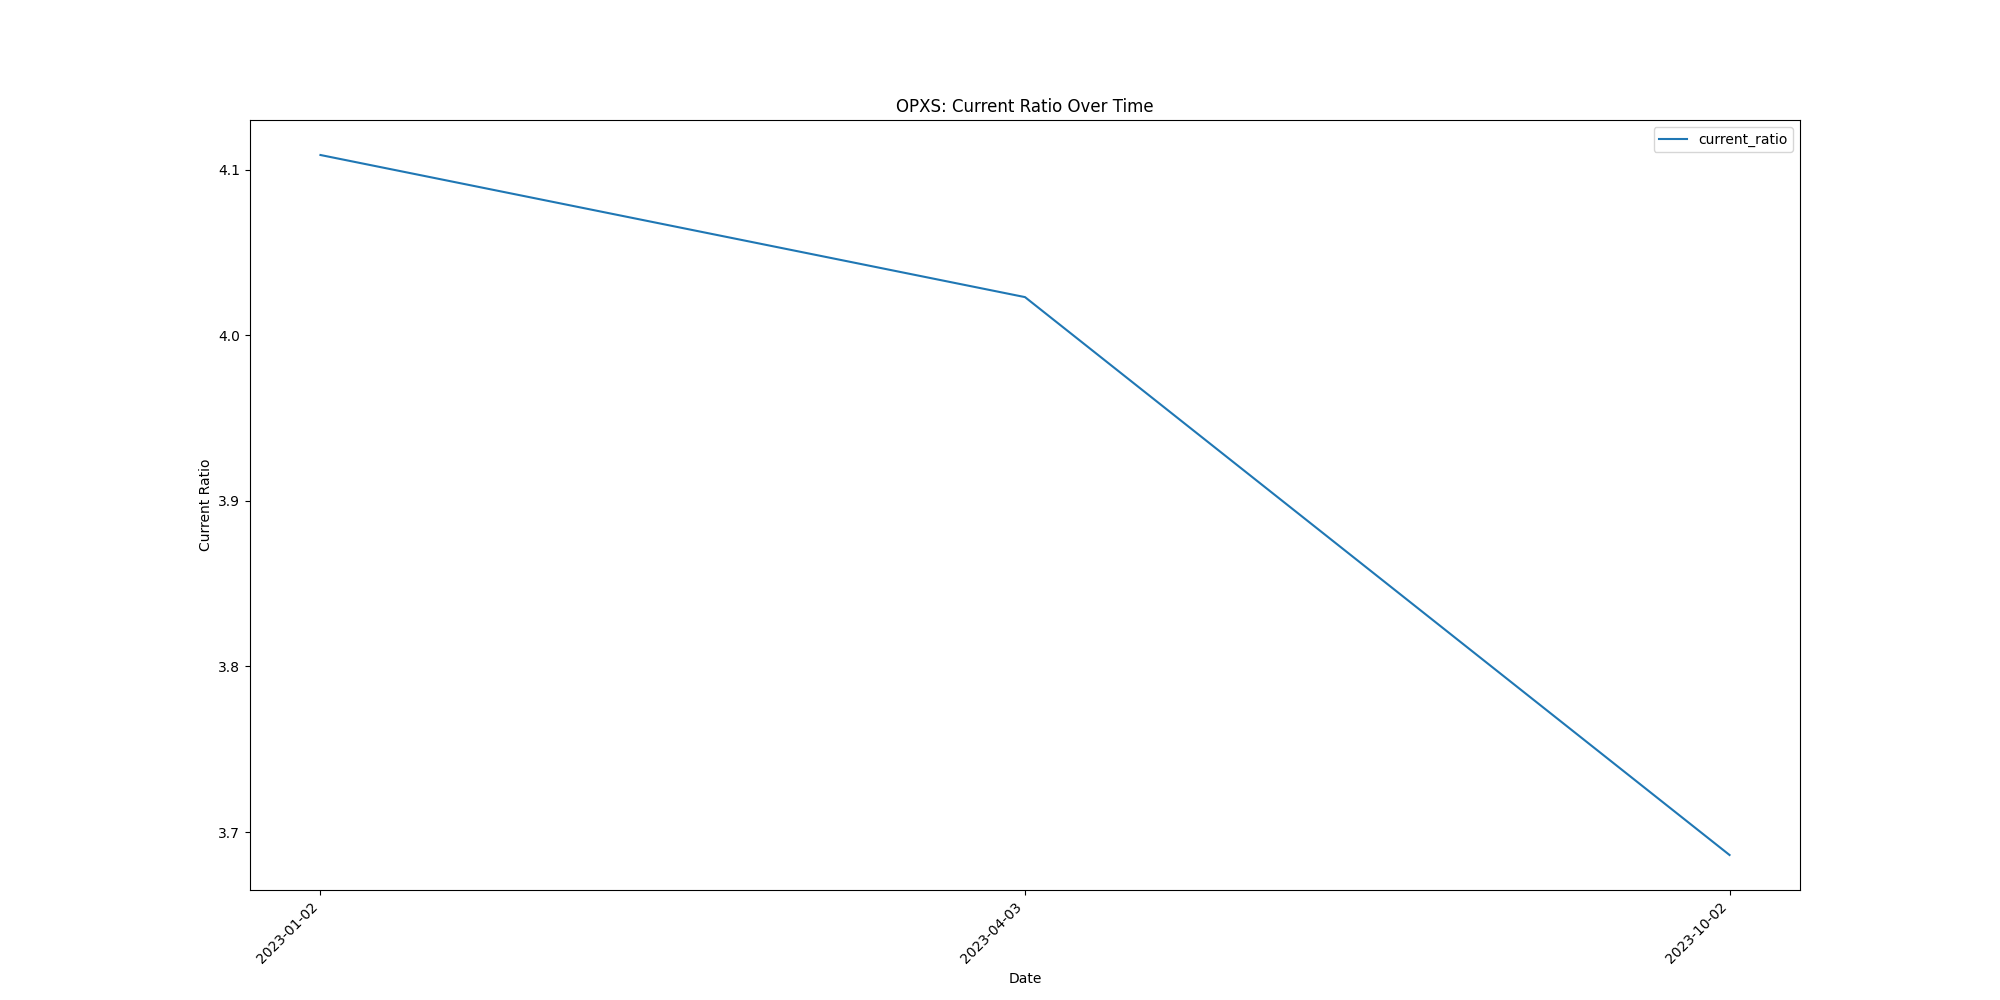 OPXS: Current Ratio Over Time
current_ratio
4.1
4.0
3.9
3.8
3.7
Current Ratio
2023-01-02
2023-04-03
2023-10-02
Date